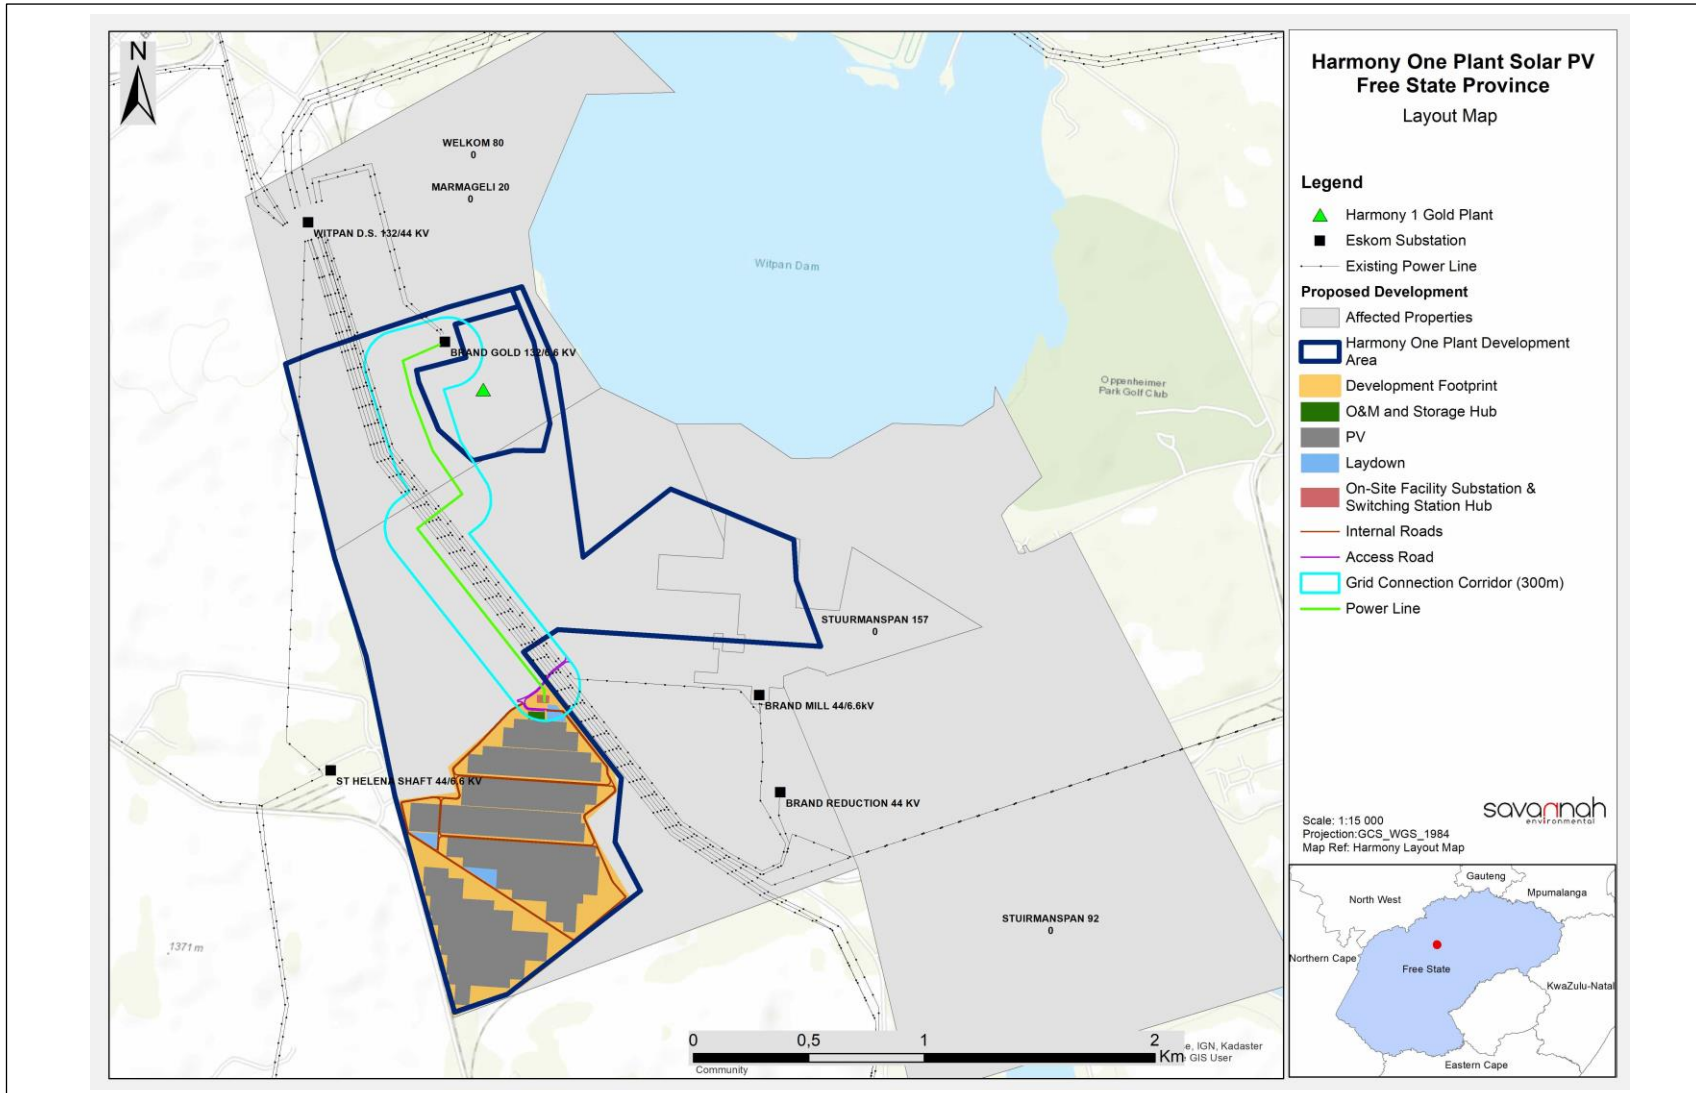 N
WELKOM 80
0
MARMAGELI 20
0
WITPAN D.S. 132/44 KV
Witpan Dam
BRAND GOLD 132/6.6 KV
Oppenheimer
Park Golf Club
STUURMANSPAN 157
0
BRAND MILL 44/6.6kV
ST HELENA SHAFT 44/6.6 KV
BRAND REDUCTION 44 KV
STUIRMANSPAN 92
0
1371 m
0 0,5 1 2
Km
e, IGN, Kadaster
GIS User
Community
Harmony One Plant Solar PV
Free State Province
Layout Map
Legend
Harmony 1 Gold Plant
Eskom Substation
Existing Power Line
Proposed Development
Affected Properties
Harmony One Plant Development
Area
Development Footprint
O&M and Storage Hub
PV
Laydown
On-Site Facility Substation &
Switching Station Hub
Internal Roads
Access Road
Grid Connection Corridor (300m)
Power Line
savannah
environmental
Scale: 1:15 000
Projection:GCS_WGS_1984
Map Ref: Harmony Layout Map
Gauteng
North West
Mpumalanga
Northern Cape
Free State
KwaZulu-Natal
Eastern Cape